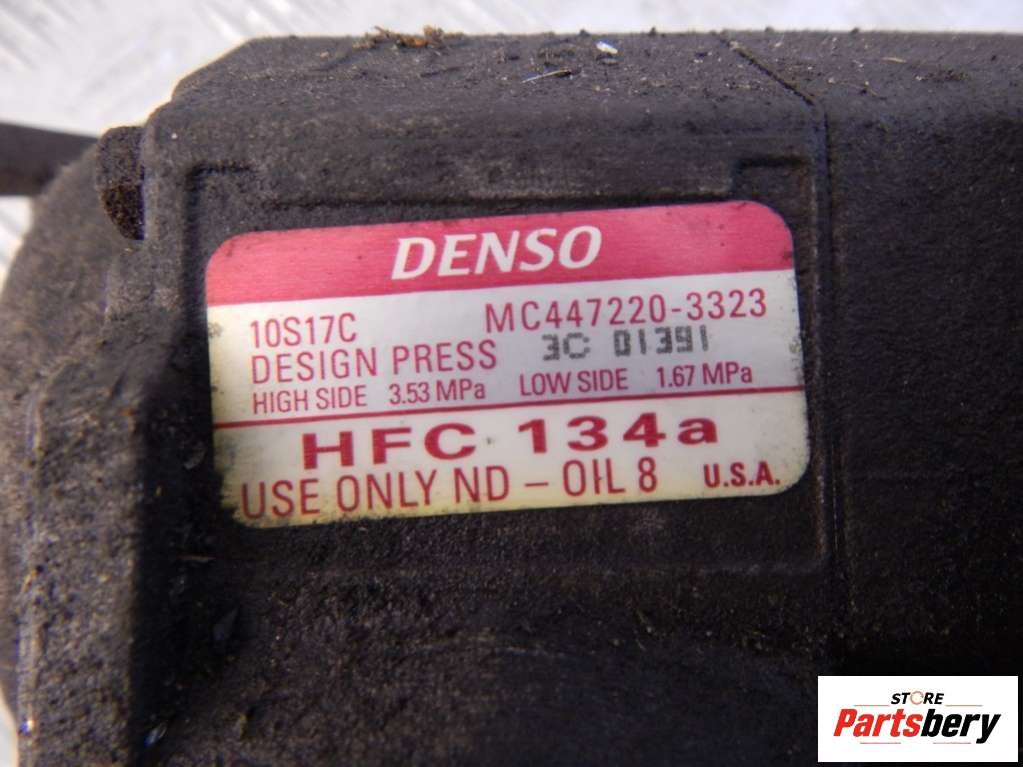 DENSO
10S17C MC447220-3323
DESIGN PRESS 3C 01391
HIGH SIDE 3.53 MPa LOW SIDE 1.67 MPa
HFC 134a
USE ONLY ND - OIL 8 U.S.A.
STORE
Partsbery